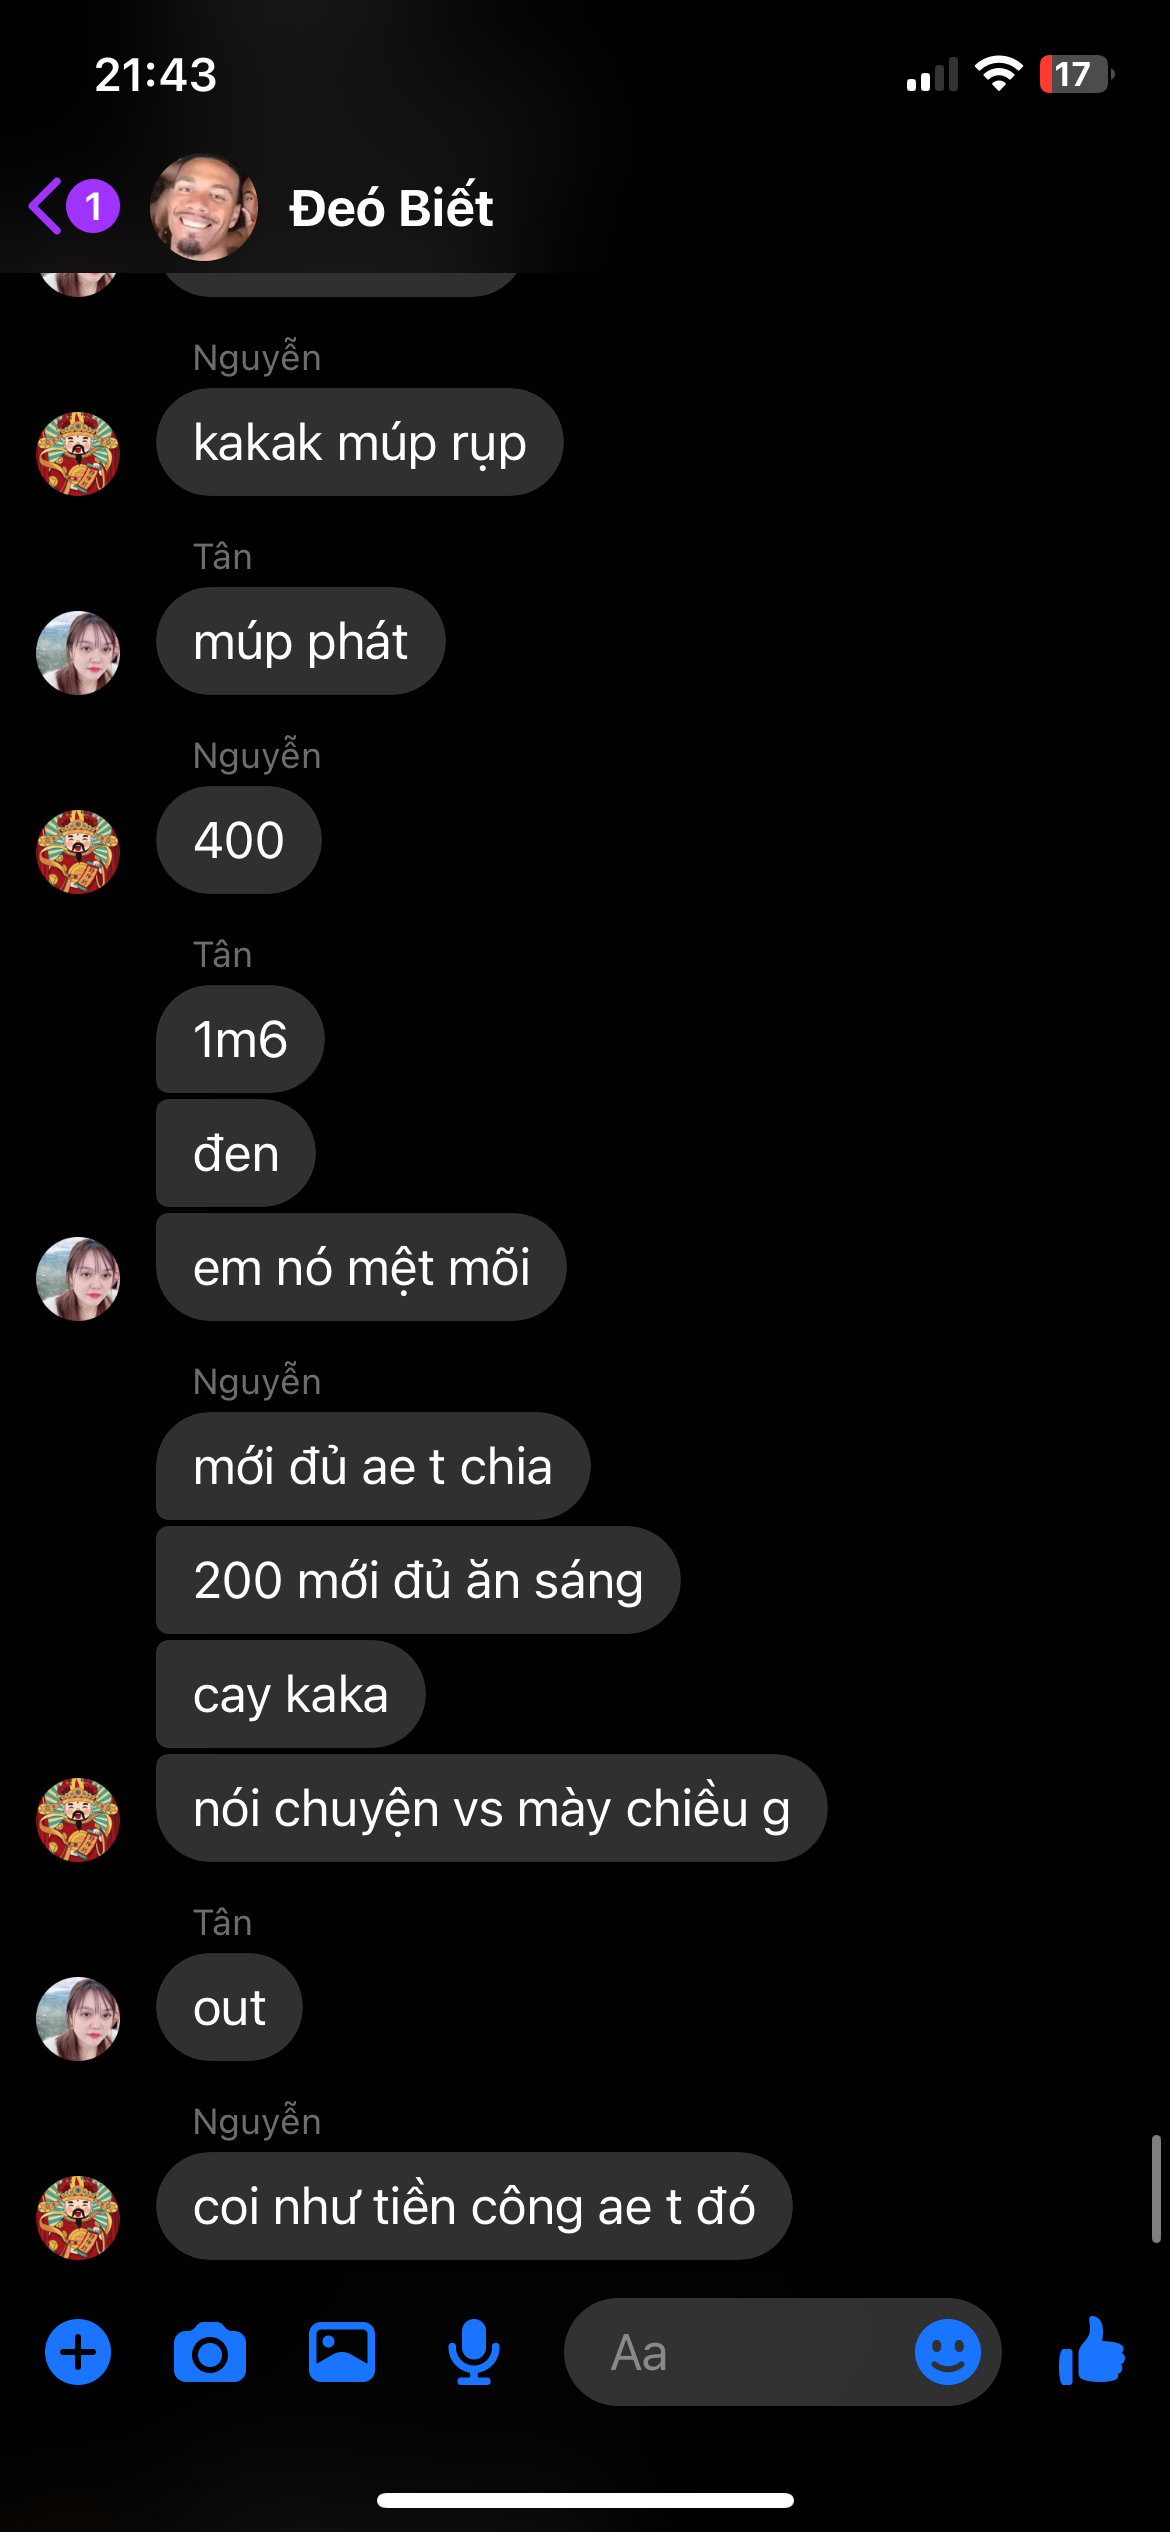 21:43
17
1
Đeó Biết
Nguyễn
kakak múp rụp
Tân
múp phát
Nguyễn
400
Tân
1m6
đen
em nó mệt mõi
Nguyễn
mới đủ ae t chia
200 mới đủ ăn sáng
cay kaka
nói chuyện vs mày chiều g
Tân
out
Nguyễn
coi như tiền công ae t đó
Aa